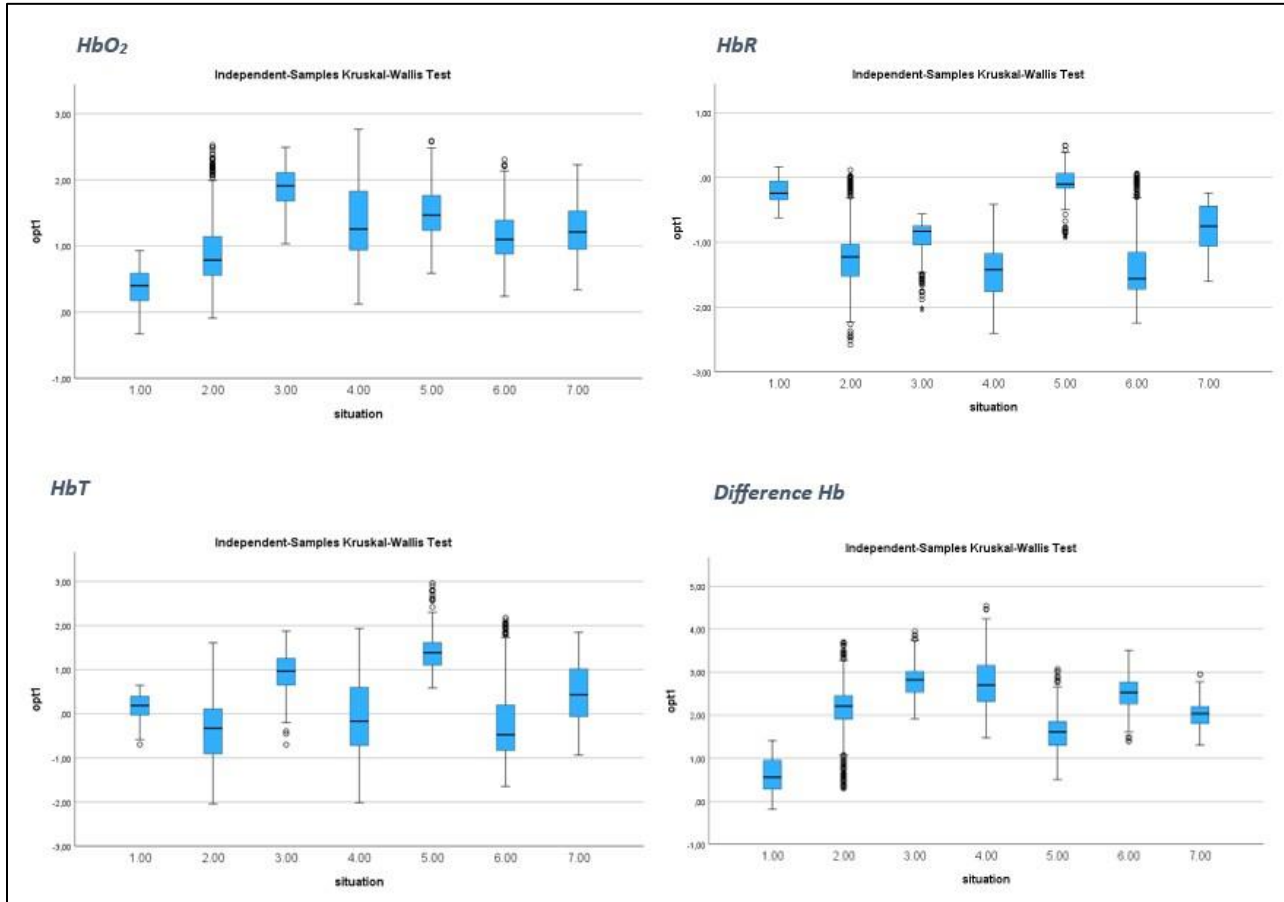 HbO₂
Independent-Samples Kruskal-Wallis Test
3,00
2,00
1,00
,00
-1,00
opt1
1.00 2.00 3.00 4.00 5.00 6.00 7.00
situation
HbR
Independent-Samples Kruskal-Wallis Test
1,00
,00
-1,00
-2,00
-3,00
opt1
1.00 2.00 3.00 4.00 5.00 6.00 7.00
situation
HbT
Independent-Samples Kruskal-Wallis Test
3,00
2,00
1,00
,00
-1,00
-2,00
-3,00
opt1
1.00 2.00 3.00 4.00 5.00 6.00 7.00
situation
Difference Hb
Independent-Samples Kruskal-Wallis Test
5,00
4,00
3,00
2,00
1,00
,00
-1,00
opt1
1.00 2.00 3.00 4.00 5.00 6.00 7.00
situation